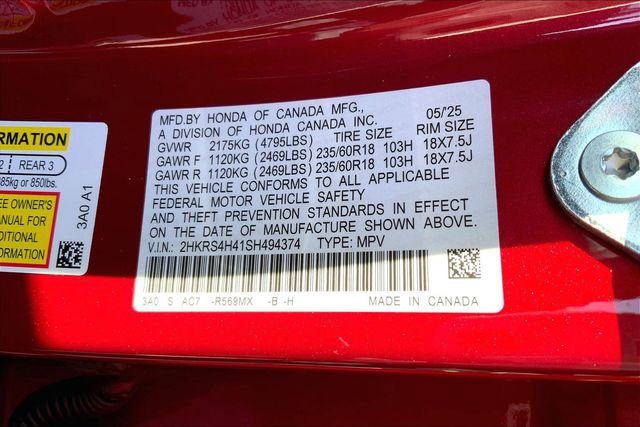 RMATION
2 REAR 3
385kg or 850lbs.
EE OWNER'S
ANUAL FOR
DITIONAL
FORMATION
3A0 A1
MFD.BY HONDA OF CANADA MFG., 05/25
A DIVISION OF HONDA CANADA INC.
GVWR 2175KG (4795LBS) TIRE SIZE RIM SIZE
GAWR F 1120KG (2469LBS) 235/60R18 103H 18X7.5J
GAWR R 1120KG (2469LBS) 235/60R18 103H 18X7.5J
THIS VEHICLE CONFORMS TO ALL APPLICABLE
FEDERAL MOTOR VEHICLE SAFETY
AND THEFT PREVENTION STANDARDS IN EFFECT
ON THE DATE OF MANUFACTURE SHOWN ABOVE.
V.I.N: 2HKRS4H41SH494374 TYPE: MPV
3A0 S AC7 -R569MX -B -H MADE IN CANADA